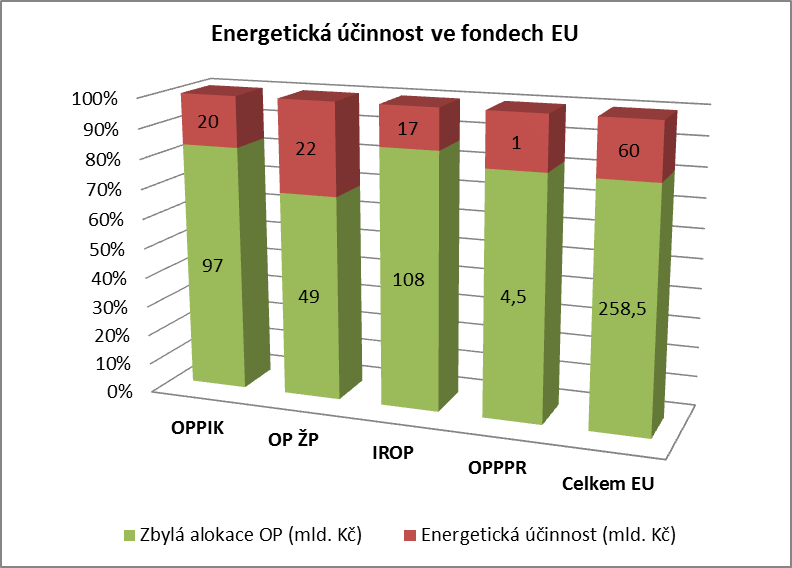 Energetická účinnost ve fondech EU
100%
90%
80%
70%
60%
50%
40%
30%
20%
10%
0%
20
22
17
1
60
97
49
108
4,5
258,5
OPPIK
OP ŽP
IROP
OPPPR
Celkem EU
Zbylá alokace OP (mld. Kč)
Energetická účinnost (mld. Kč)